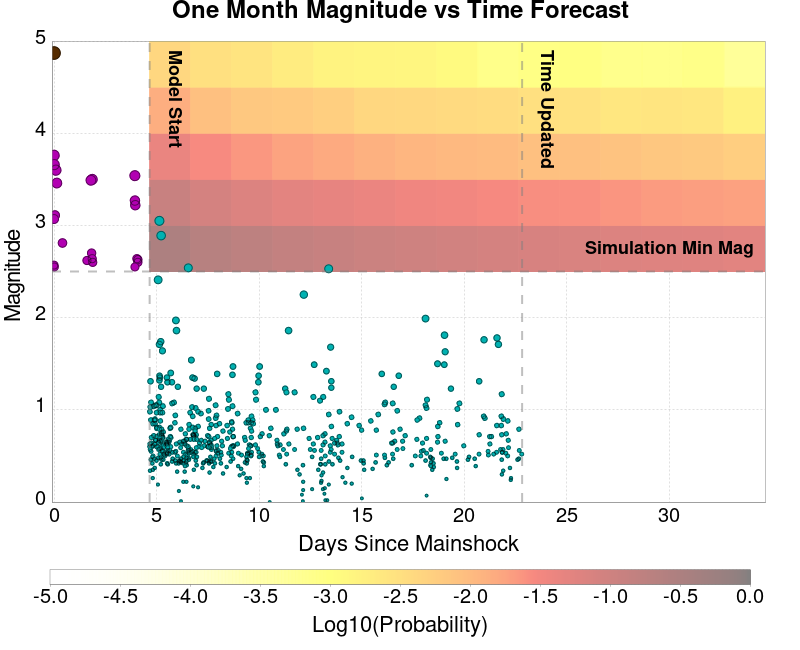 One Month Magnitude vs Time Forecast
Magnitude
5
4
3
2
1
0
Model Start
Time Updated
Simulation Min Mag
0 5 10 15 20 25 30
Days Since Mainshock
-5.0 -4.5 -4.0 -3.5 -3.0 -2.5 -2.0 -1.5 -1.0 -0.5 0.0
Log10(Probability)